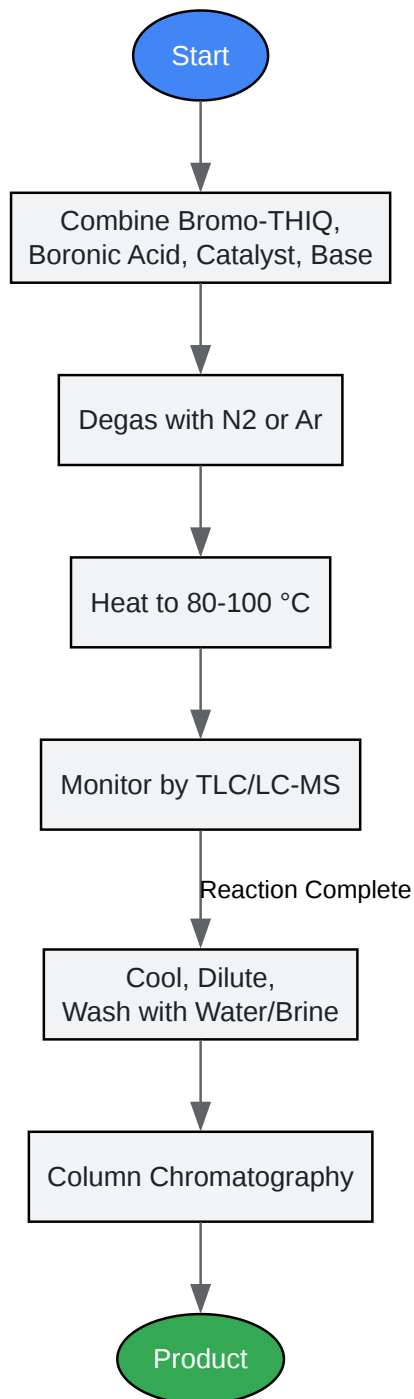 Start
Combine Bromo-THIQ,
Boronic Acid, Catalyst, Base
Degas with N2 or Ar
Heat to 80-100 °C
Monitor by TLC/LC-MS
Reaction Complete
Cool, Dilute,
Wash with Water/Brine
Column Chromatography
Product